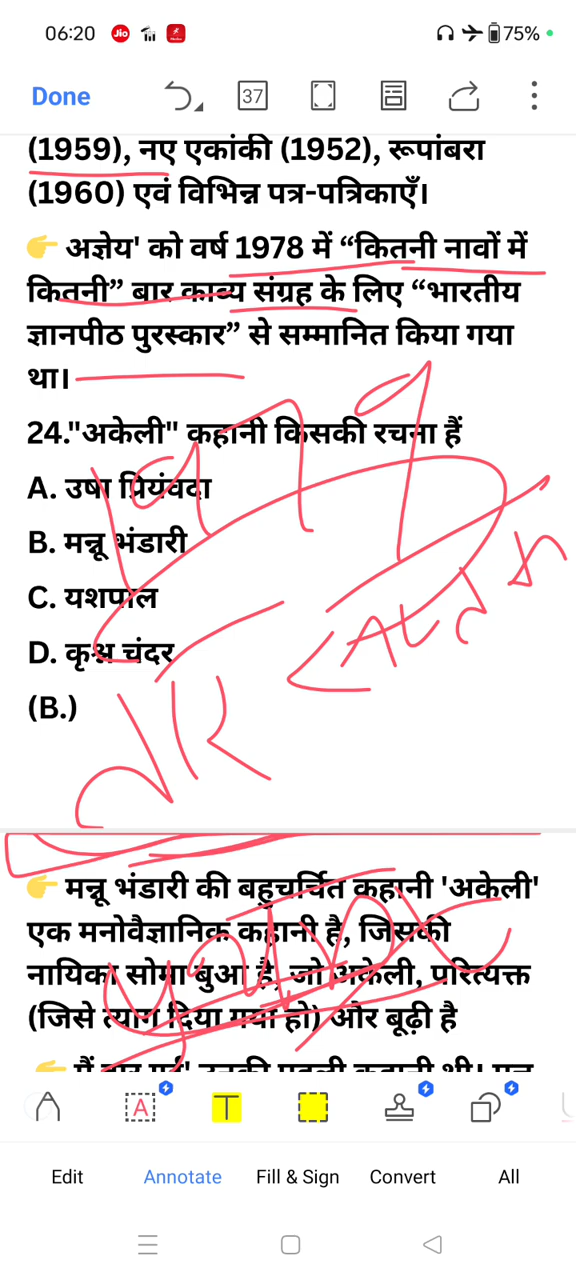 06:20
75%
Done
37
(1959), नए एकांकी (1952), रूपांबरा
(1960) एवं विभिन्न पत्र-पत्रिकाएँ।
👉 अज्ञेय' को वर्ष 1978 में “कितनी नावों में
कितनी” बार काव्य संग्रह के लिए “भारतीय
ज्ञानपीठ पुरस्कार” से सम्मानित किया गया
था।
24."अकेली" कहानी किसकी रचना हैं
A. उषा प्रियंवदा
B. मन्नू भंडारी
C. यशपाल
D. कृश्न चंदर
(B.)
👉 मन्नू भंडारी की बहुचर्चित कहानी 'अकेली'
एक मनोवैज्ञानिक कहानी है, जिसकी
नायिका सोमा बुआ है, जो अकेली, परित्यक्त
(जिसे त्याग दिया गया हो) और बूढ़ी है
Edit Annotate Fill & Sign Convert All